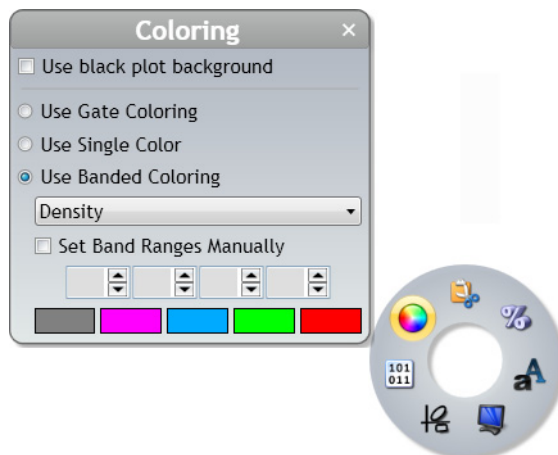 Coloring
Use black plot background
Use Gate Coloring
Use Single Color
Use Banded Coloring
Density
Set Band Ranges Manually
%
aA
101
011